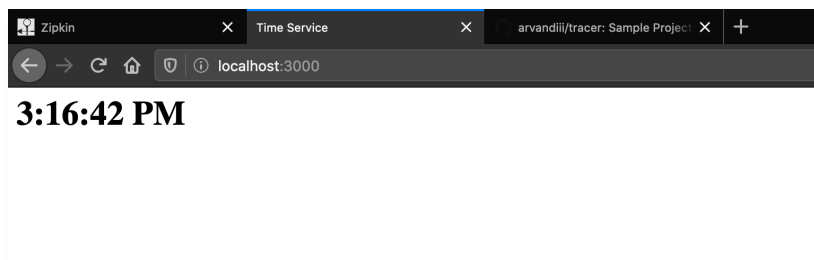 Zipkin
Time Service
arvandiii/tracer: Sample Project
localhost:3000
3:16:42 PM